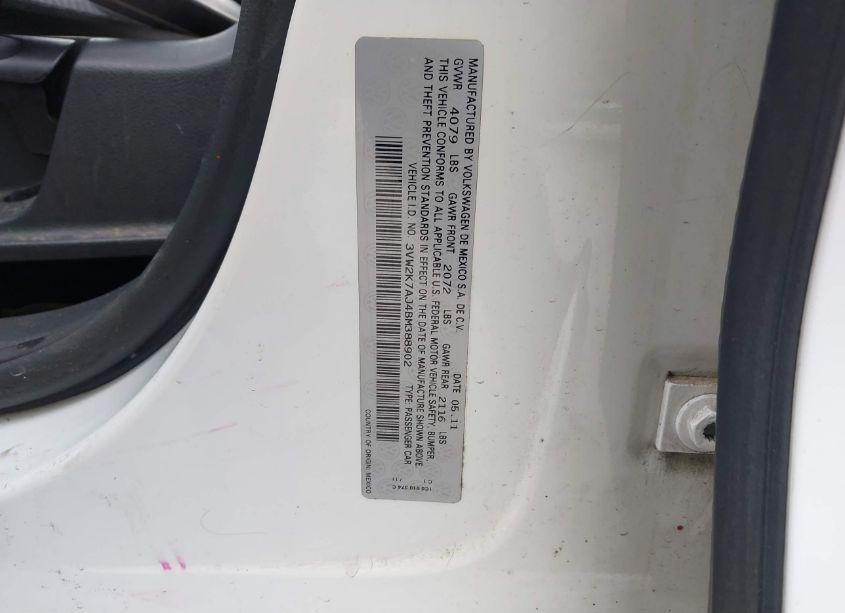 MANUFACTURED BY VOLKSWAGEN DE MEXICO S.A. DE C.V. DATE 05.11
GVWR 4079 LBS GAWR FRONT 2072 LBS GAWR REAR 2116 LBS
THIS VEHICLE CONFORMS TO ALL APPLICABLE U.S. FEDERAL MOTOR VEHICLE SAFETY, BUMPER,
AND THEFT PREVENTION STANDARDS IN EFFECT ON THE DATE OF MANUFACTURE SHOWN ABOVE.
VEHICLE I.D. NO. 3VW2K7AJ4BM388902 TYPE: PASSENGER CAR
COUNTRY OF ORIGIN: MEXICO